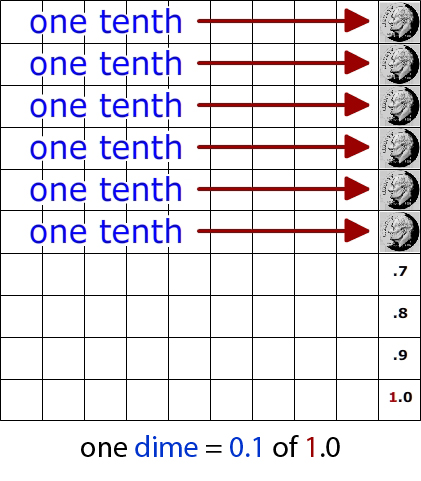 one tenth
one tenth
one tenth
one tenth
one tenth
one tenth
.7
.8
.9
1.0
one dime = 0.1 of 1.0